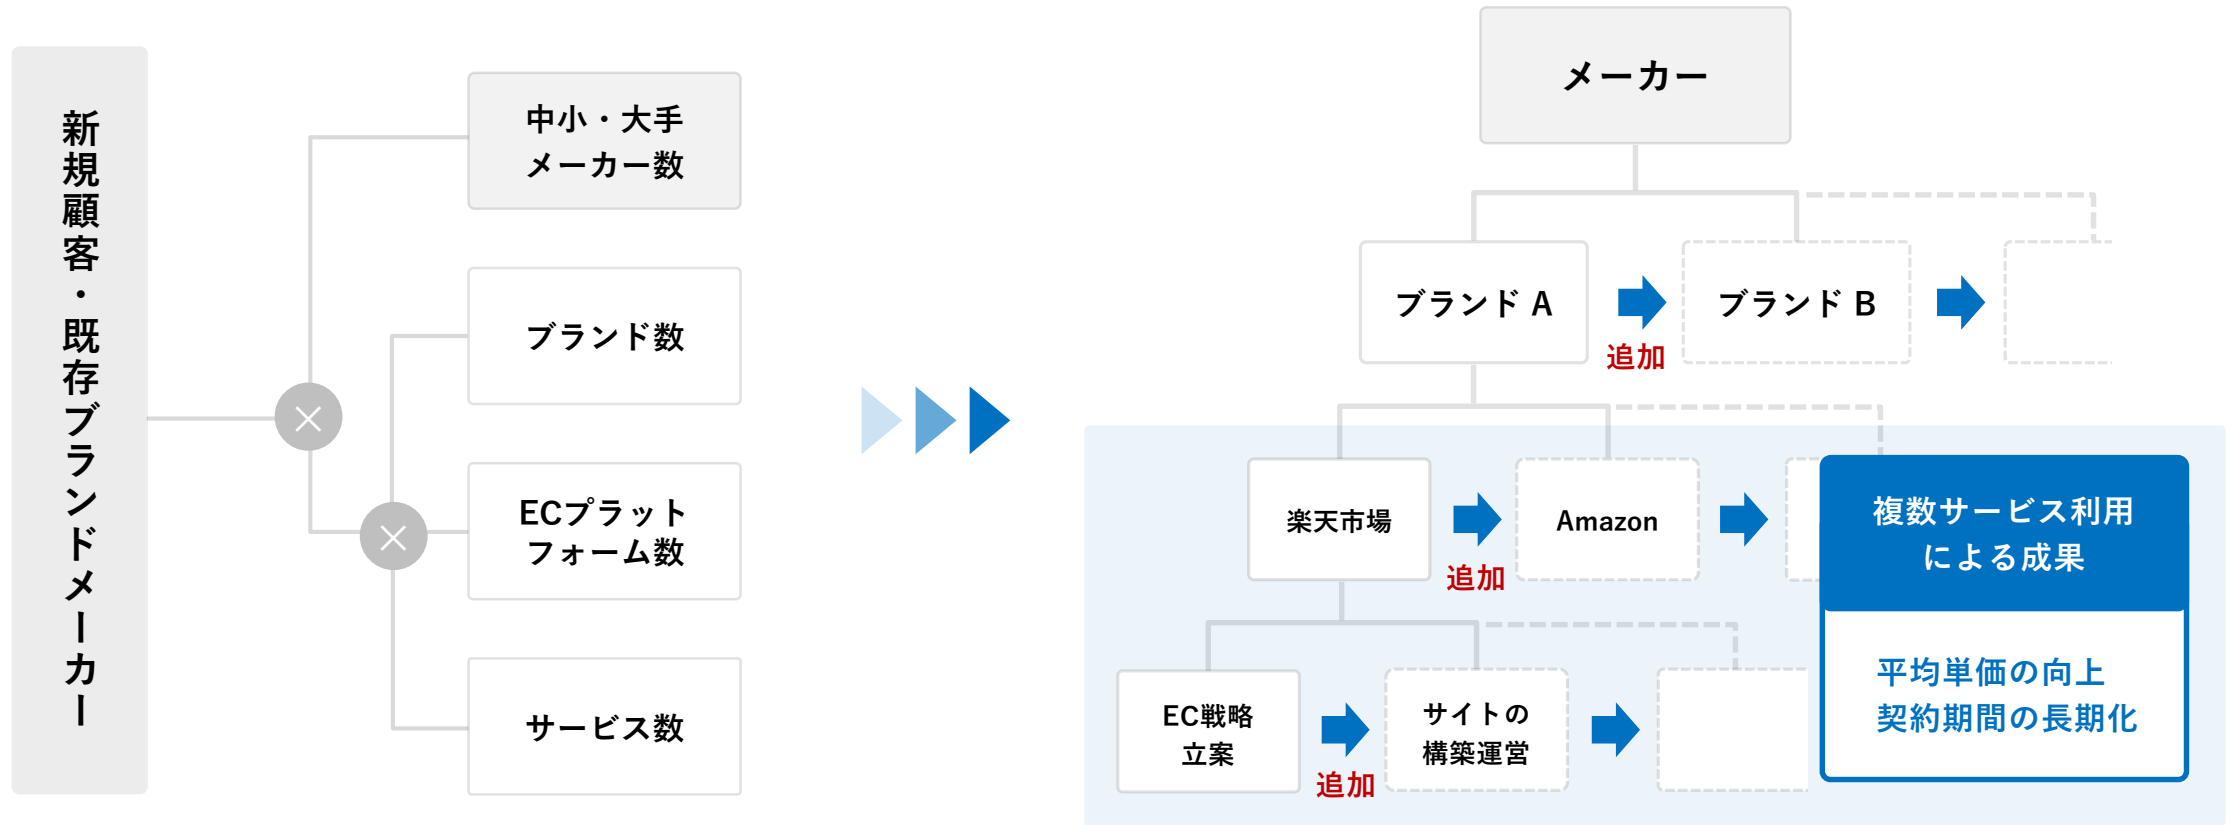 新規顧客・既存ブランドメーカー
中小・大手
メーカー数
ブランド数
ECプラット
フォーム数
サービス数
メーカー
ブランド A
追加
ブランド B
楽天市場
追加
Amazon
EC戦略
立案
追加
サイトの
構築運営
複数サービス利用
による成果
平均単価の向上
契約期間の長期化